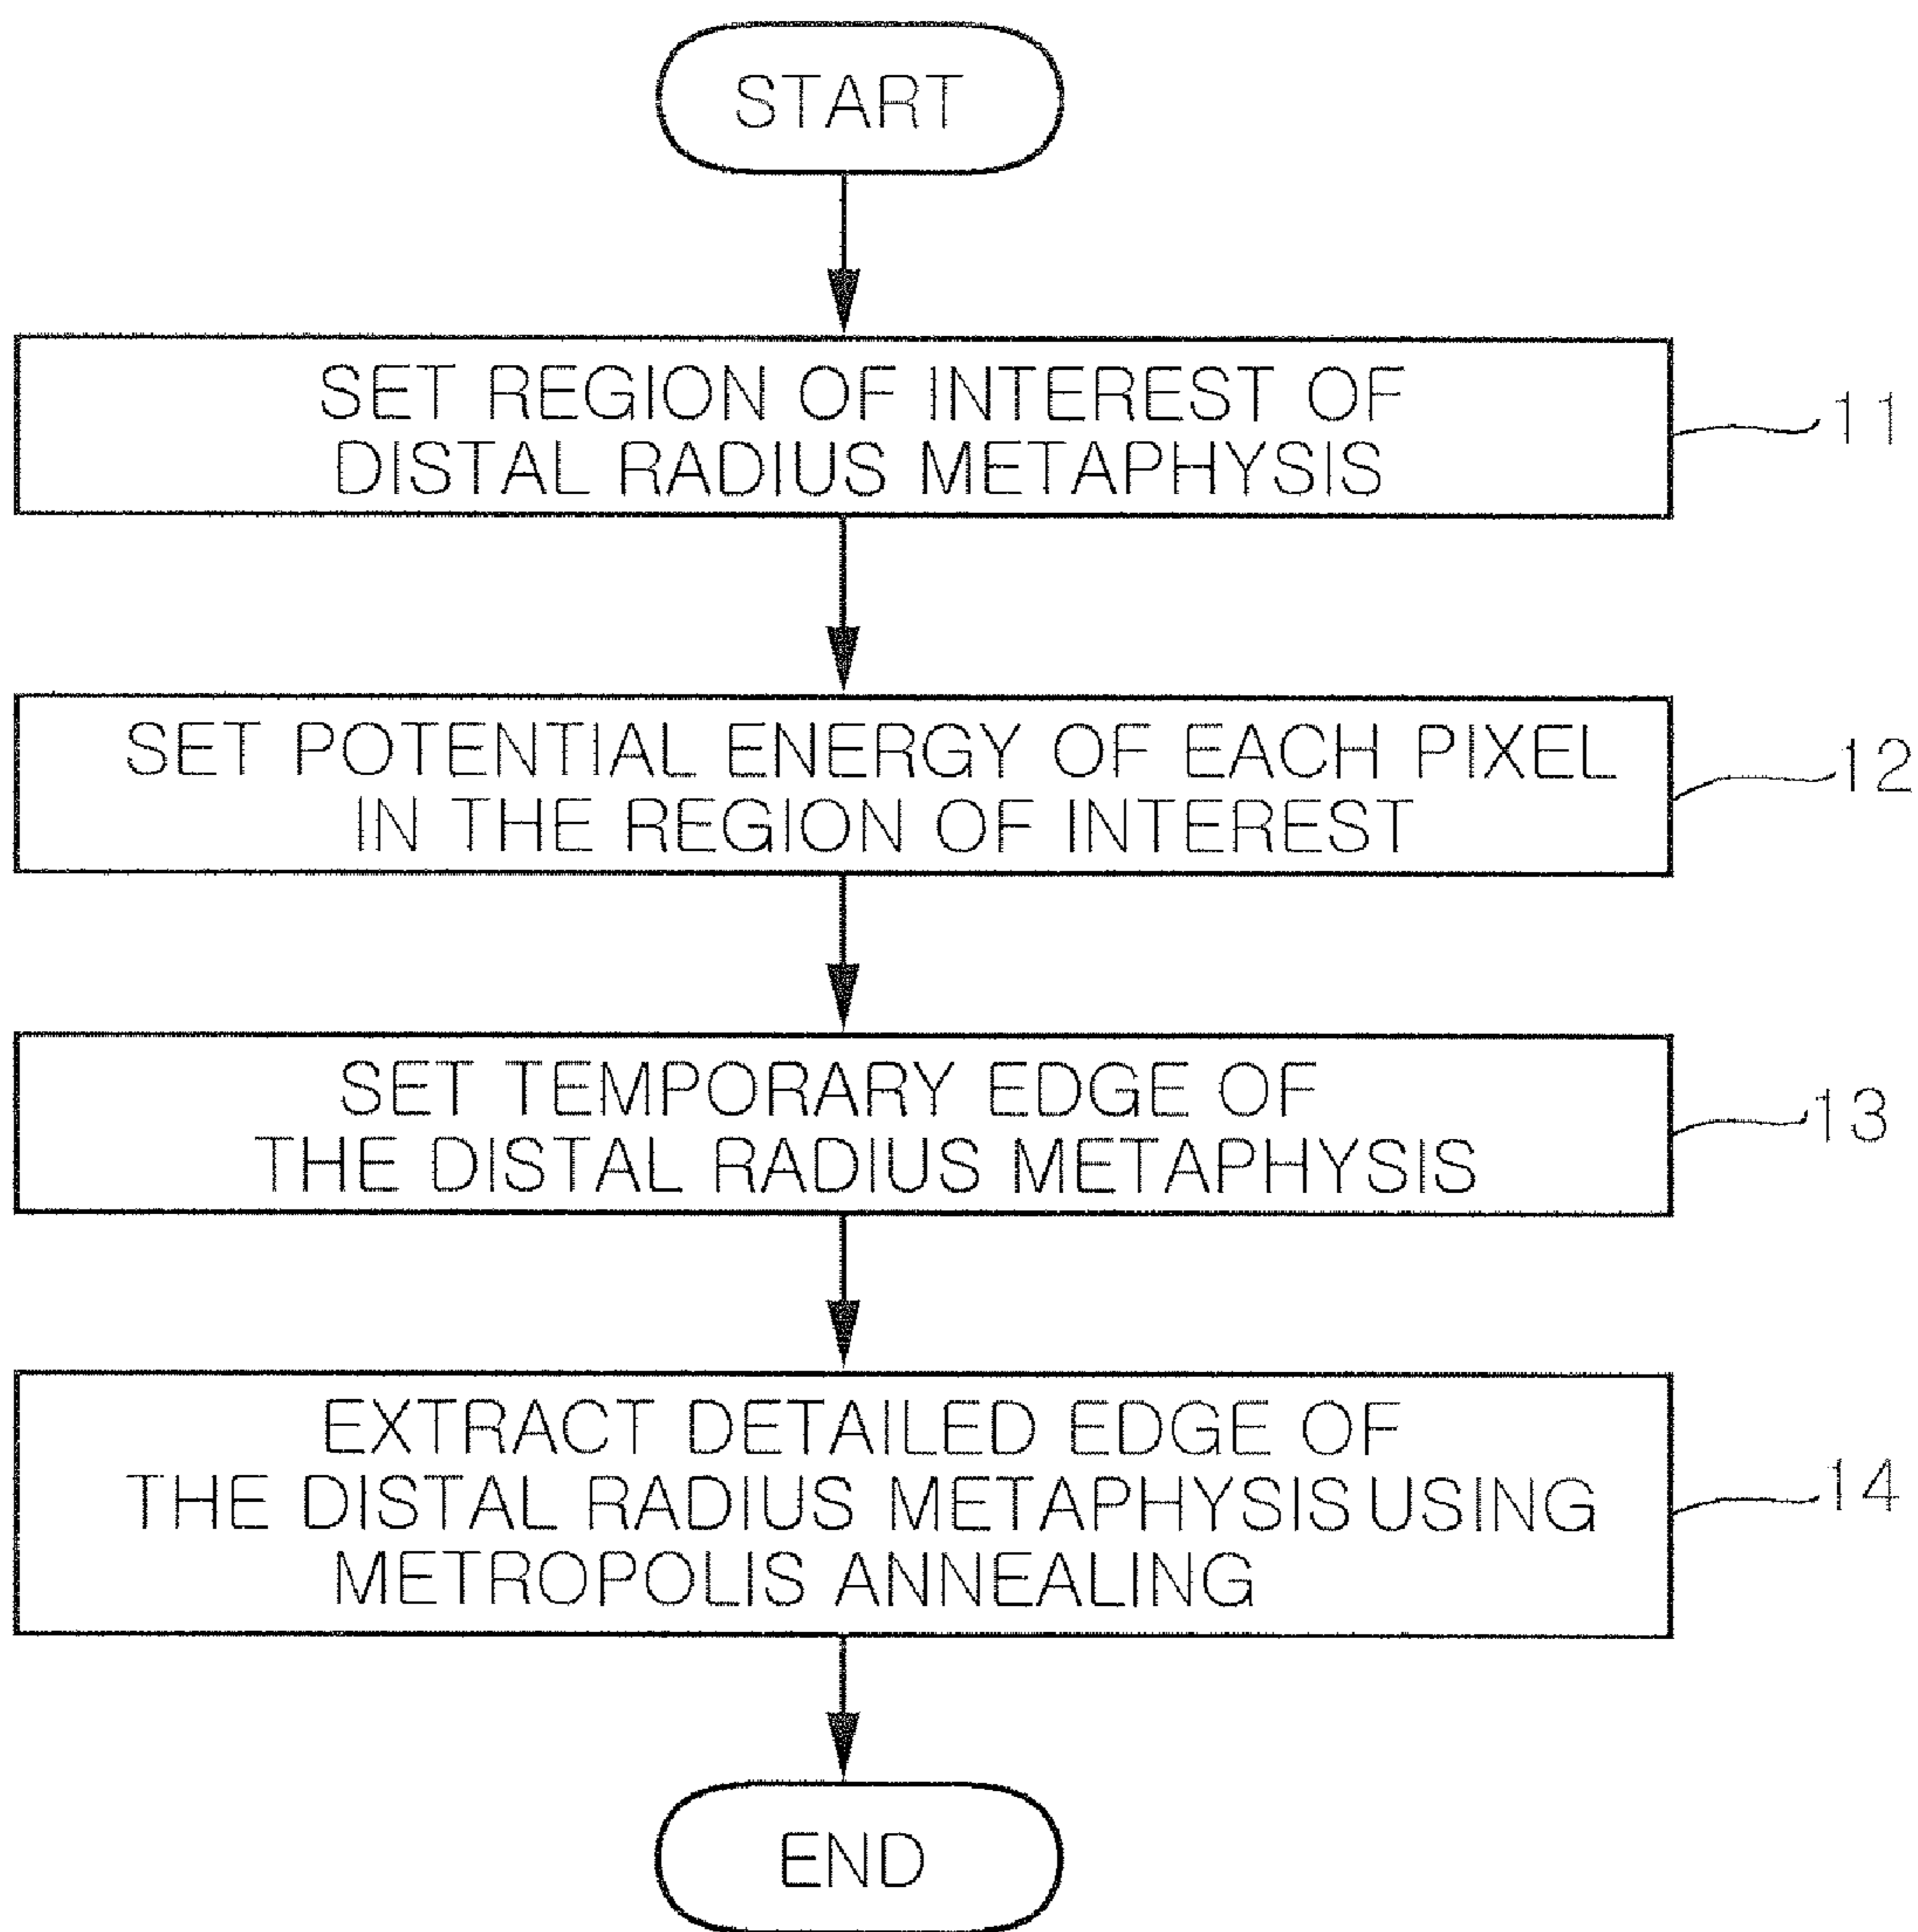 START
SET REGION OF INTEREST OF
DISTAL RADIUS METAPHYSIS
11
SET POTENTIAL ENERGY OF EACH PIXEL
IN THE REGION OF INTEREST
12
SET TEMPORARY EDGE OF
THE DISTAL RADIUS METAPHYSIS
13
EXTRACT DETAILED EDGE OF
THE DISTAL RADIUS METAPHYSIS USING
METROPOLIS ANNEALING
14
END